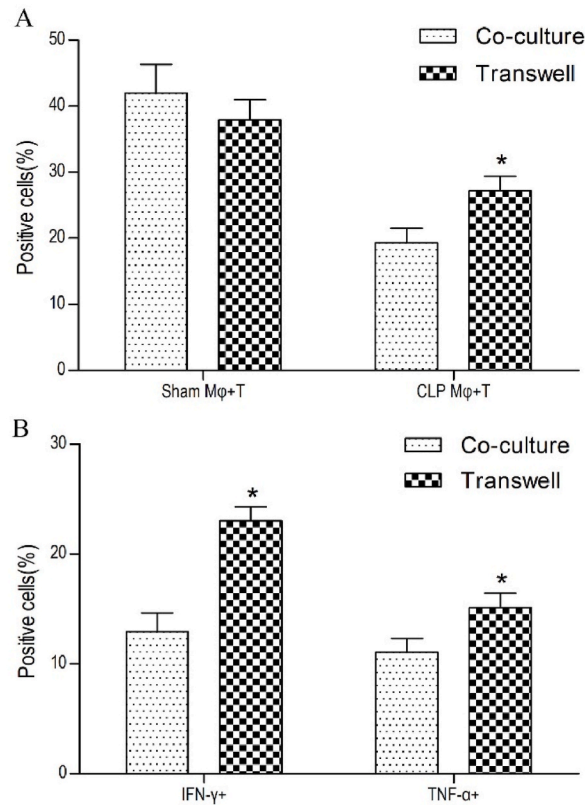 A
Co-culture
Transwell
50
40
30
20
10
0
Positive cells(%)
*
Sham Mφ+T
CLP Mφ+T
B
Co-culture
Transwell
30
20
10
0
Positive cells(%)
*
*
IFN-γ+
TNF-α+